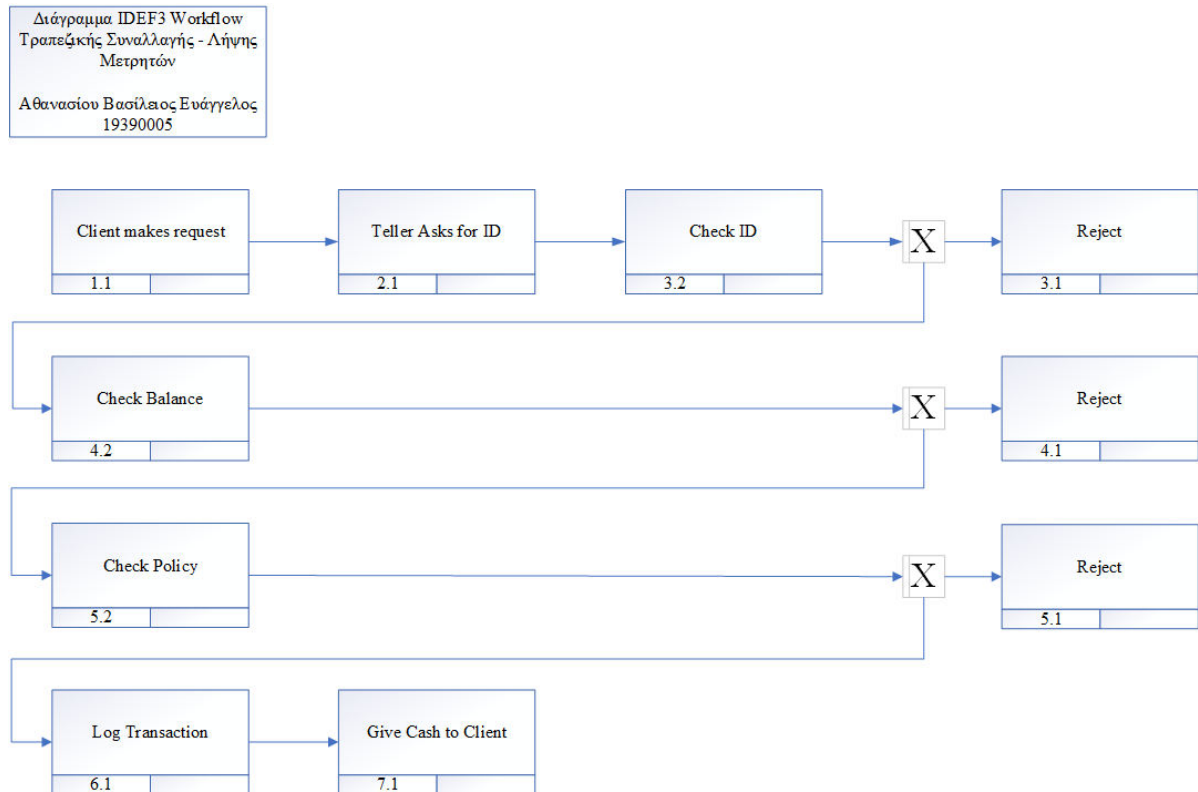 Διάγραμμα IDEF3 Workflow
Τραπεζικής Συναλλαγής - Λήψης
Μετρητών
Αθανασίου Βασίλειος Ευάγγελος
19390005
Client makes request
1.1
Teller Asks for ID
2.1
Check ID
3.2
X
Reject
3.1
Check Balance
4.2
X
Reject
4.1
Check Policy
5.2
X
Reject
5.1
Log Transaction
6.1
Give Cash to Client
7.1